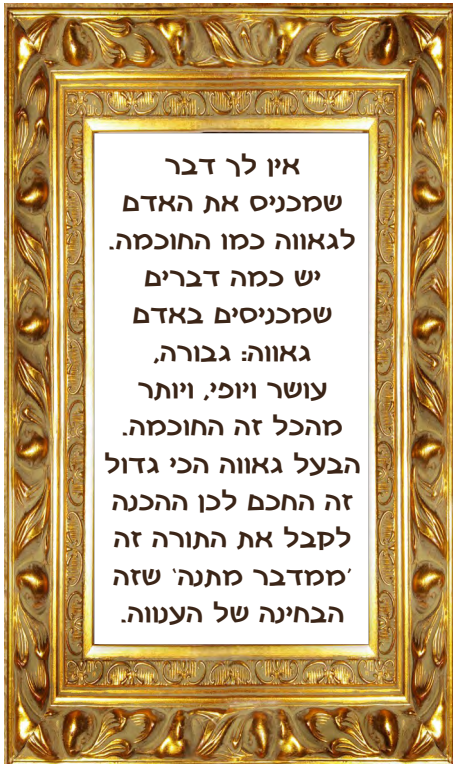 אין לך דבר
שמכניס את האדם
לגאווה כמו החוכמה.
יש כמה דברים
שמכניסים באדם
גאווה: גבורה,
עושר ויופי, ויותר
מהכל זה החוכמה.
הבעל גאווה הכי גדול
זה החכם לכן ההכנה
לקבל את התורה זה
'ממדבר מתנה' שזה
הבחינה של הענווה.